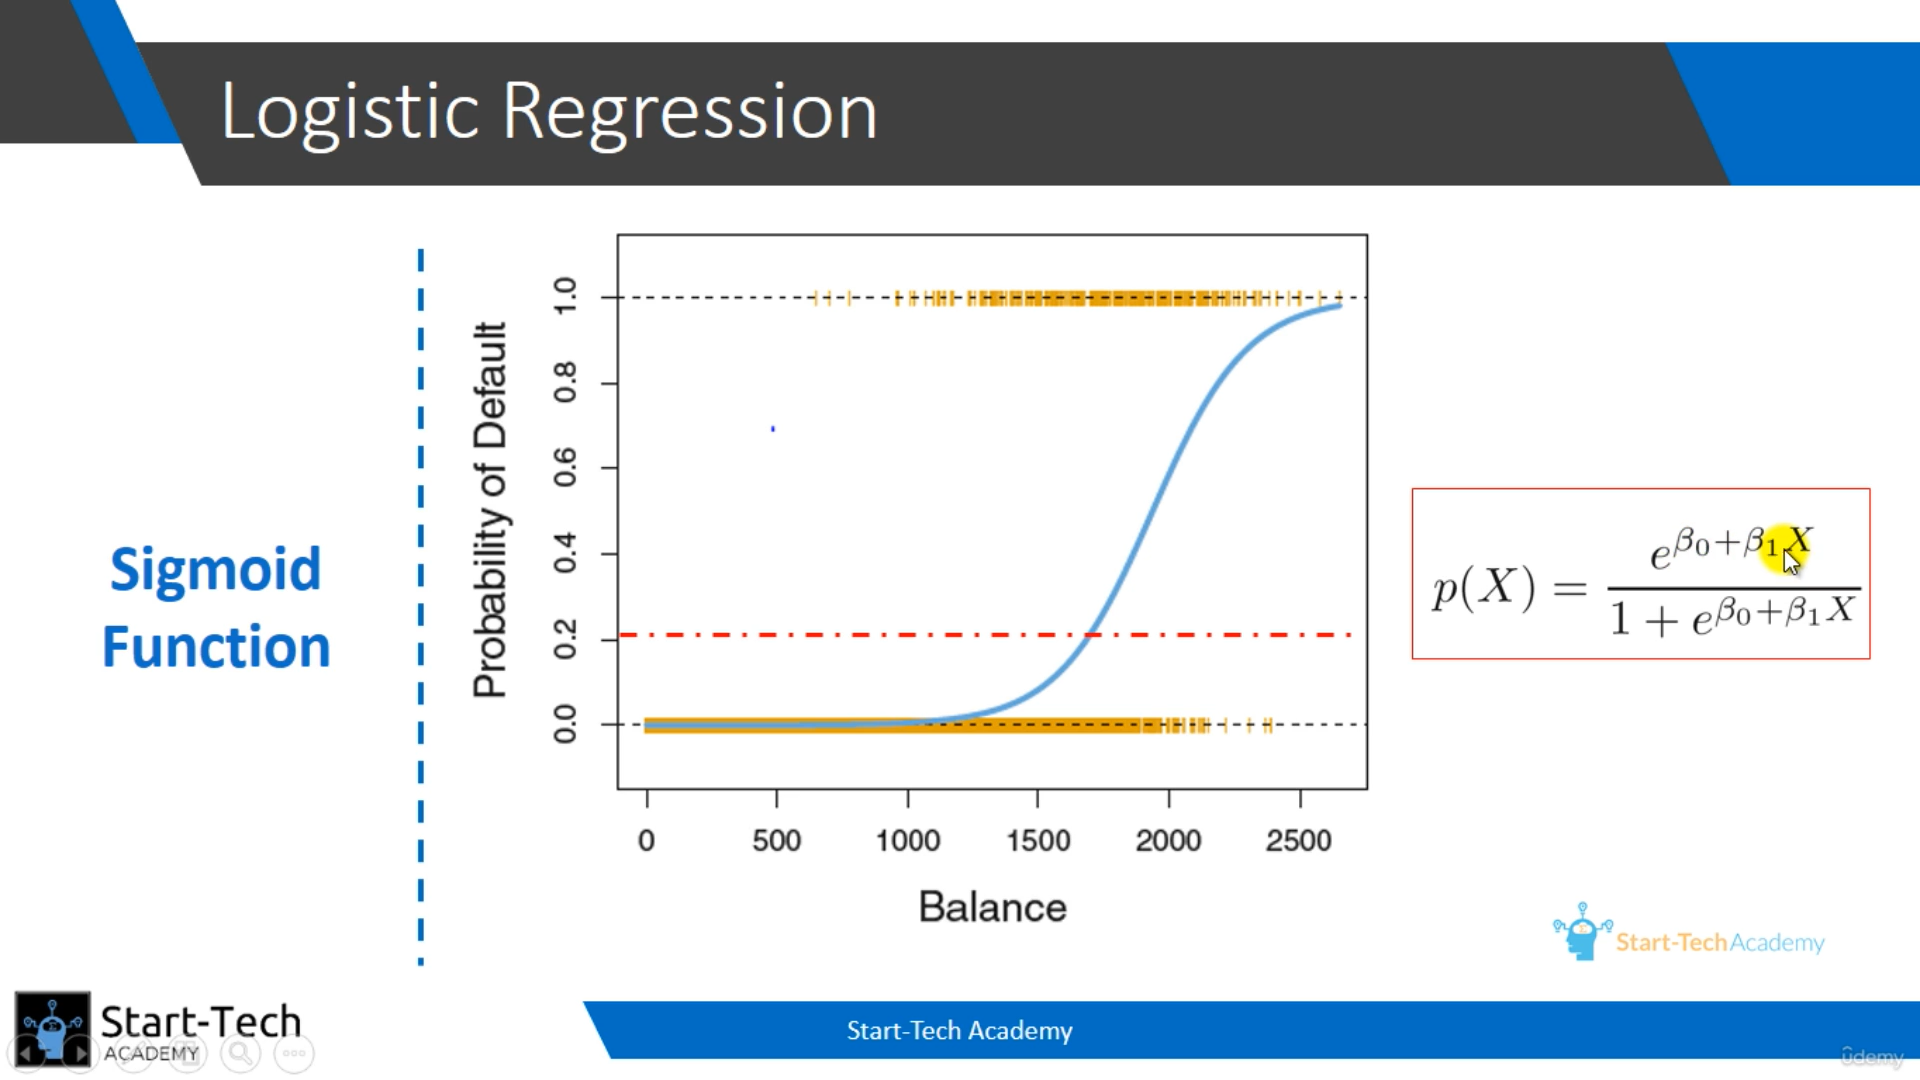 Logistic Regression
Sigmoid
Function
Probability of Default
1.0
0.8
0.6
0.4
0.2
0.0
0 500 1000 1500 2000 2500
Balance
p(X) = e^{β₀+β₁X} / 1 + e^{β₀+β₁X}
Start-TechAcademy
Start-Tech
ACADEMY
Start-Tech Academy
ûdemy